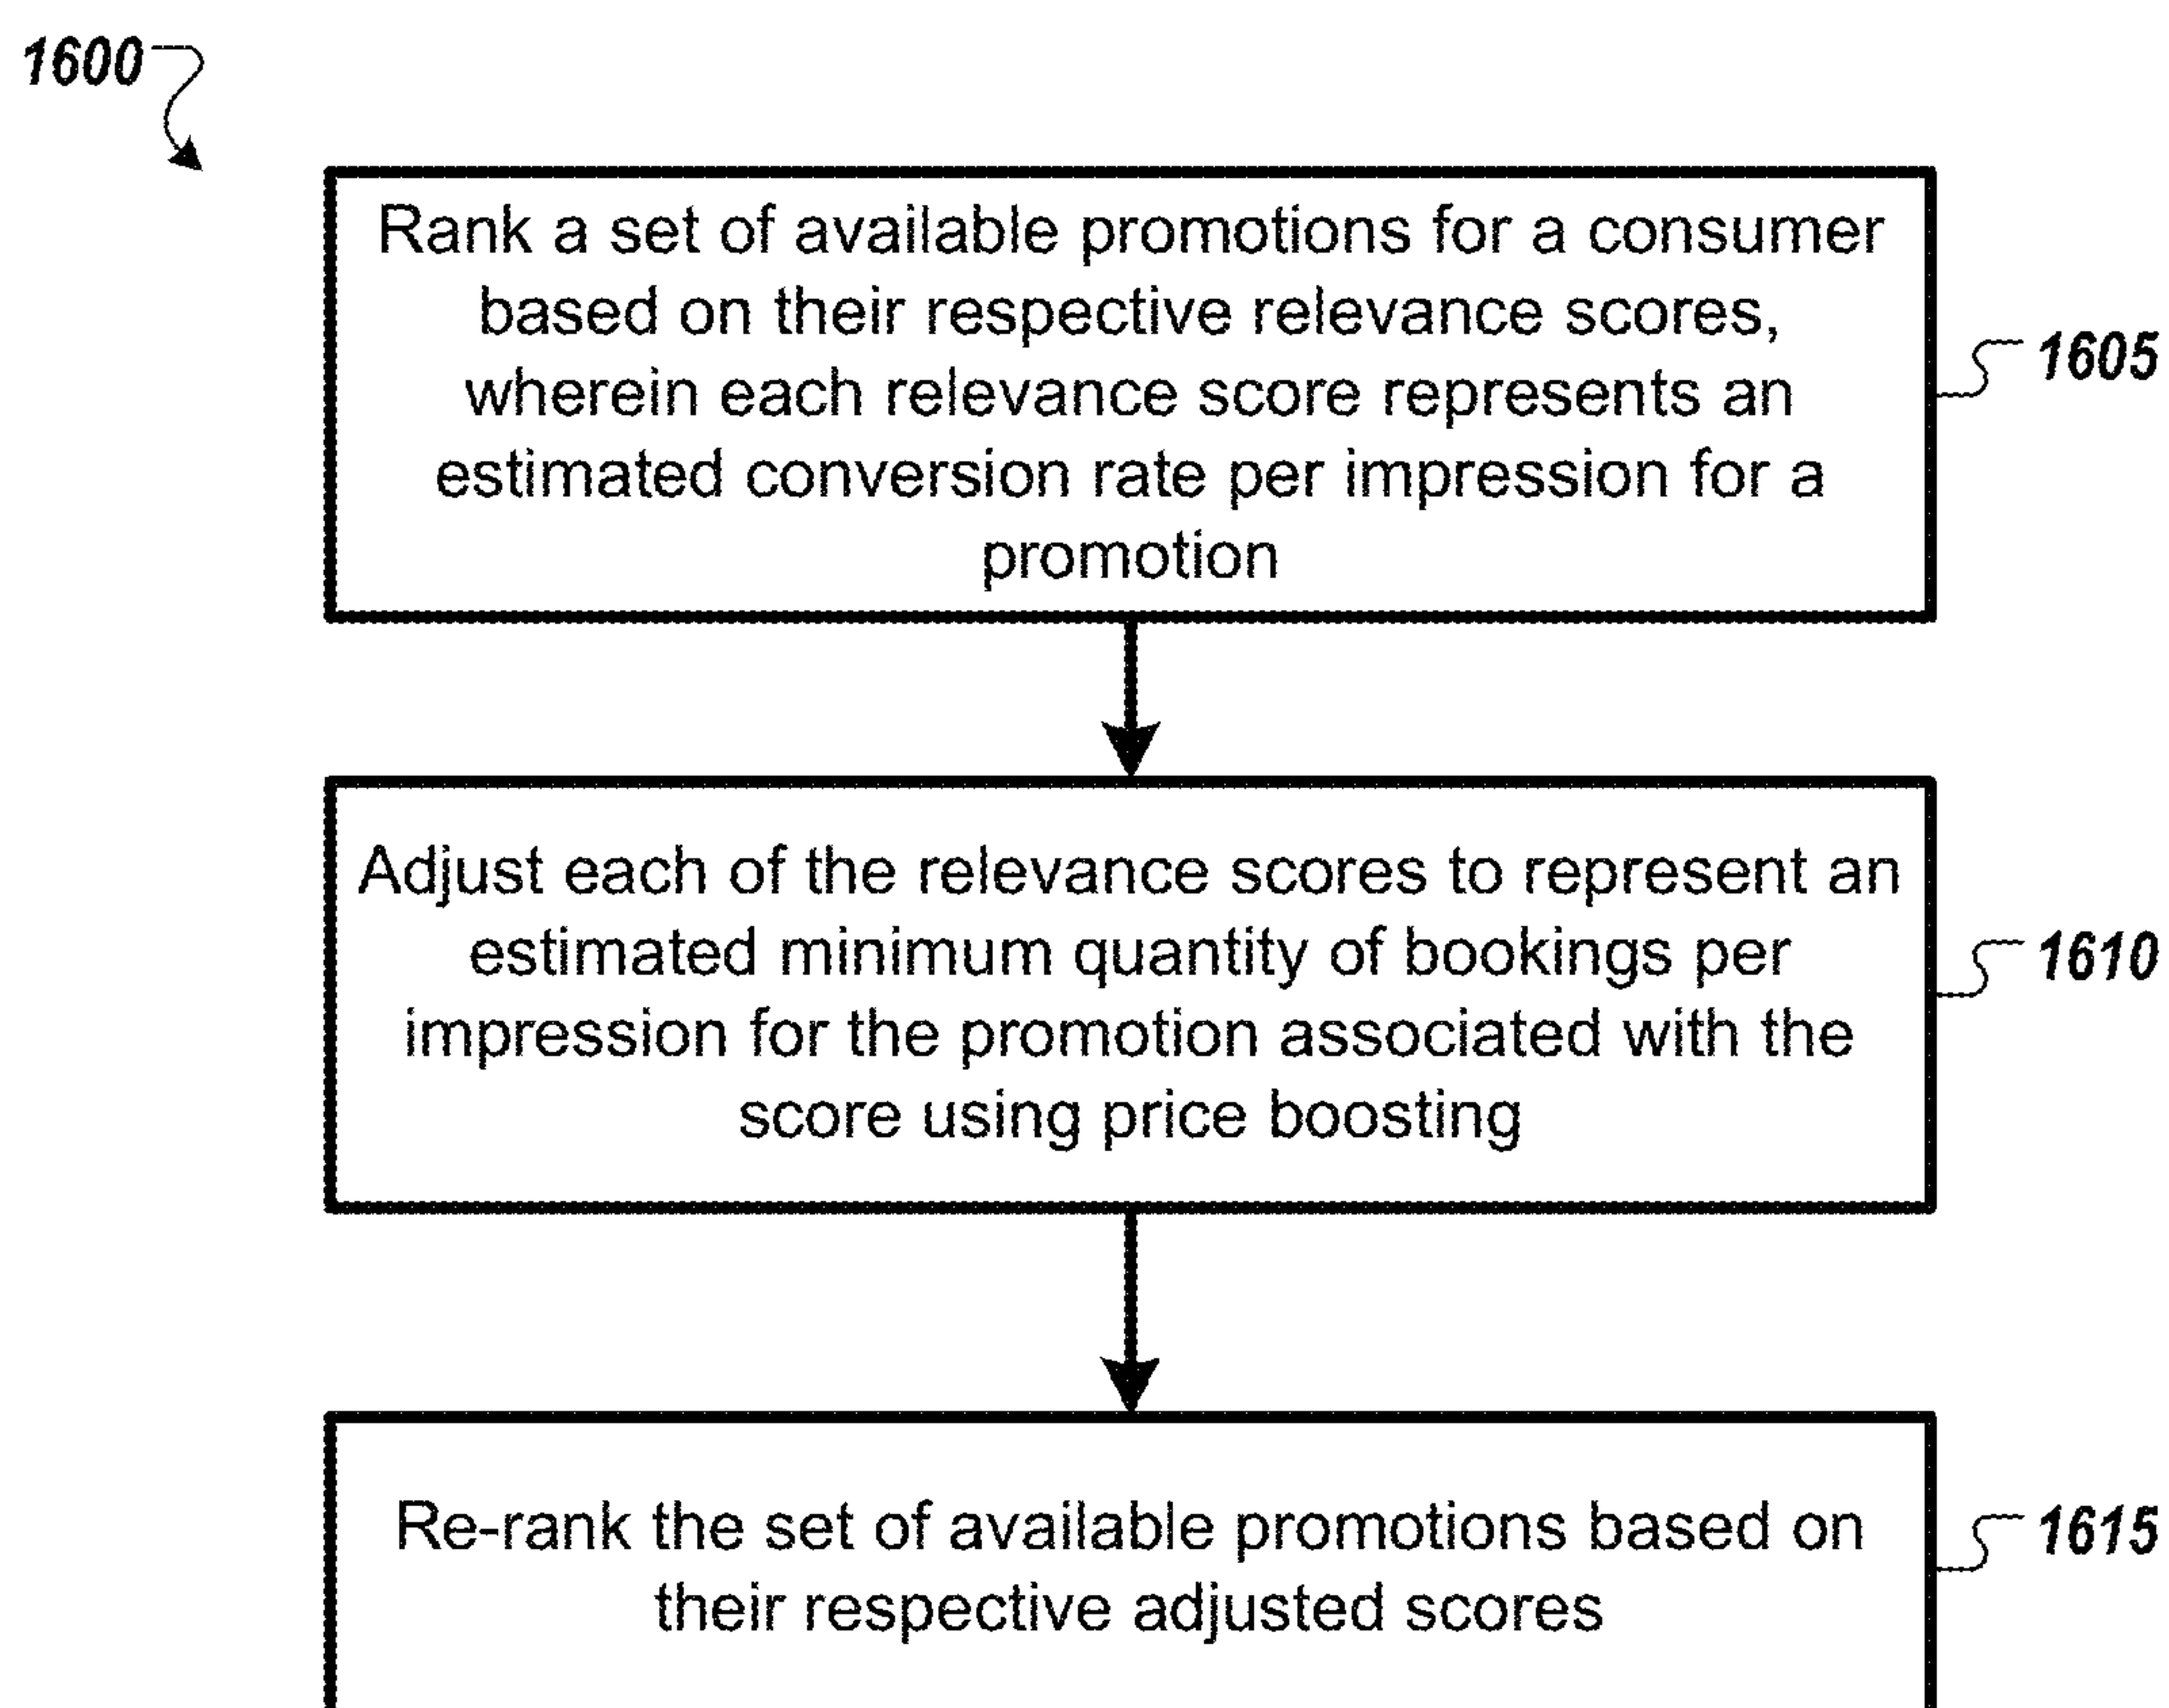 1600
Rank a set of available promotions for a consumer
based on their respective relevance scores,
wherein each relevance score represents an
estimated conversion rate per impression for a
promotion
1605
Adjust each of the relevance scores to represent an
estimated minimum quantity of bookings per
impression for the promotion associated with the
score using price boosting
1610
Re-rank the set of available promotions based on
their respective adjusted scores
1615